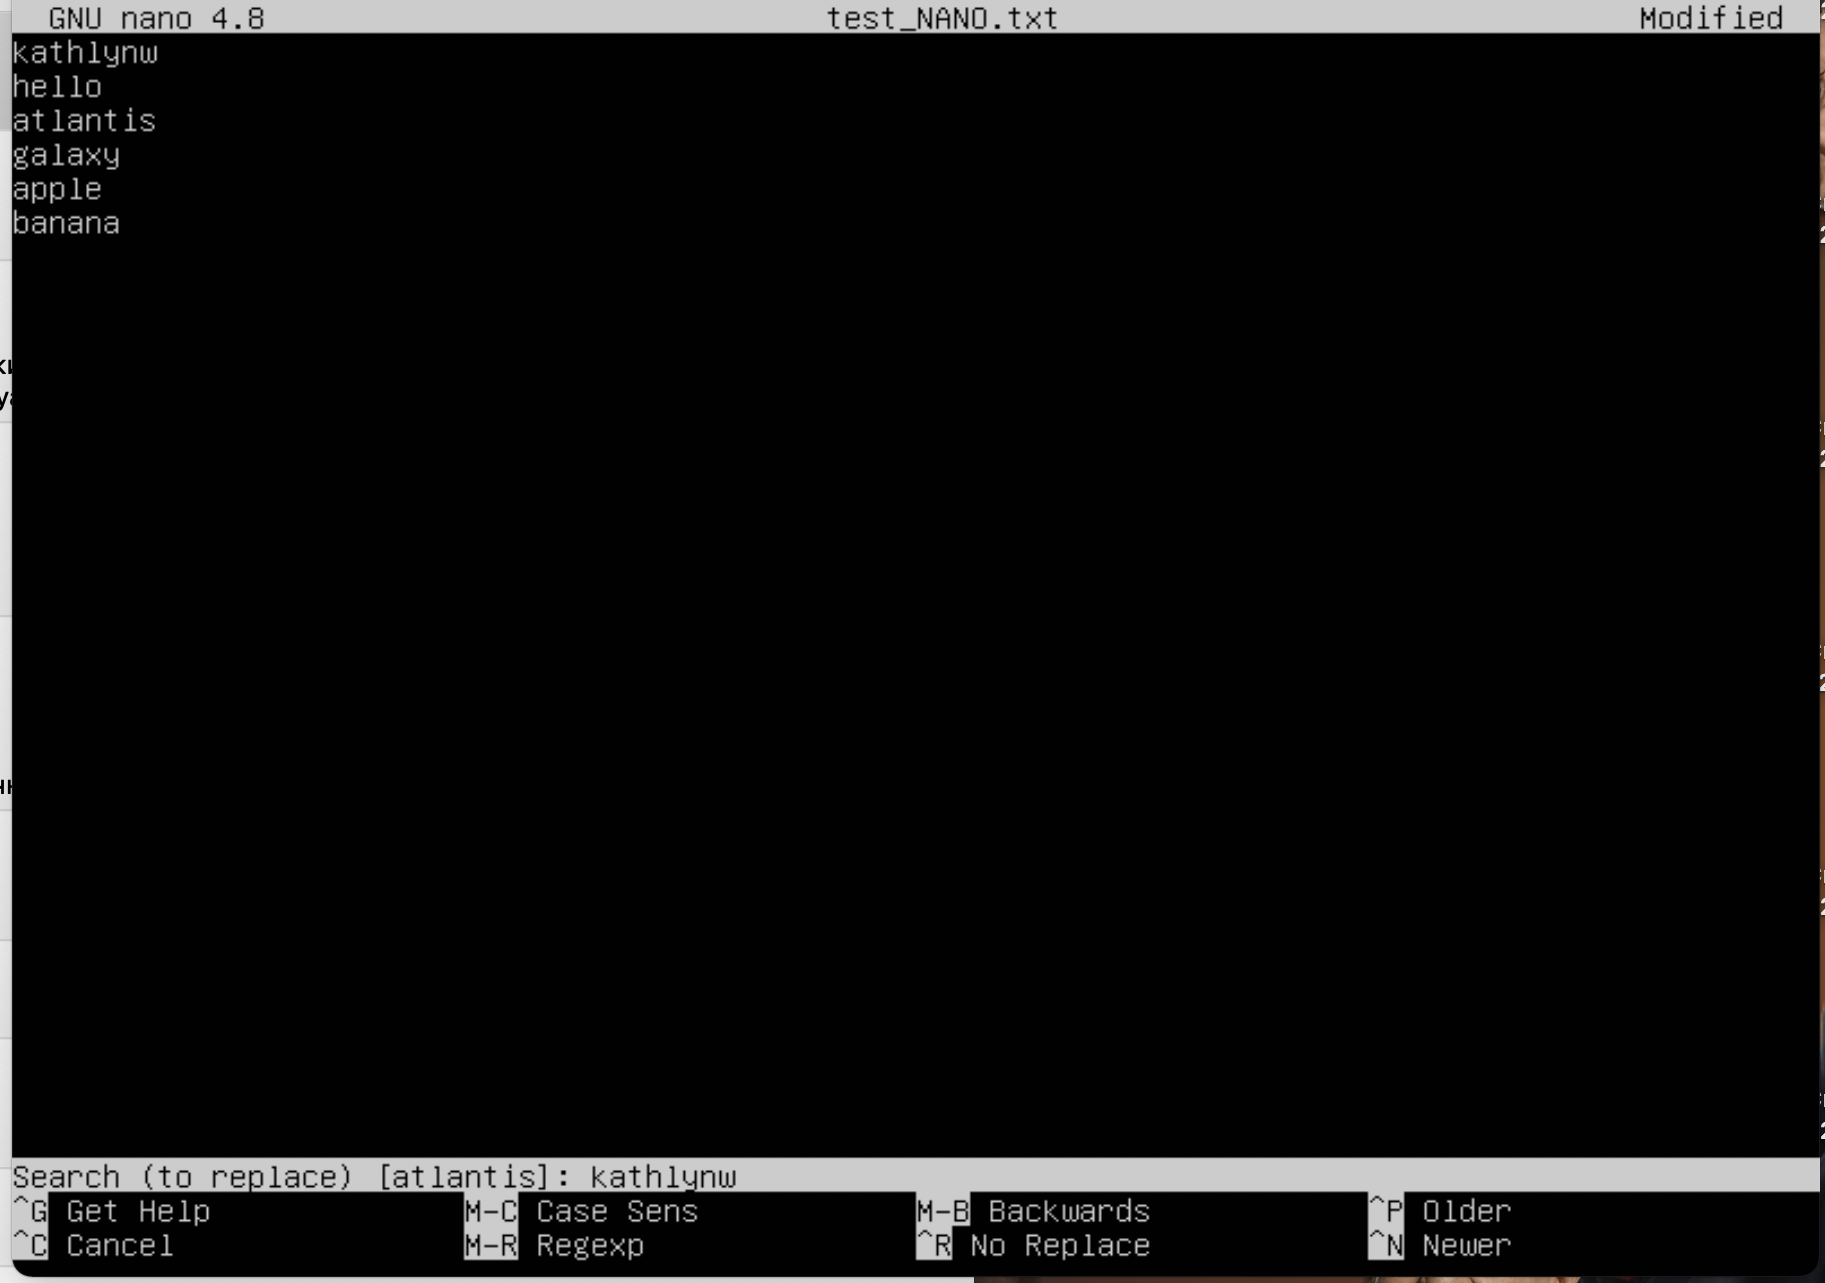 GNU nano 4.8 test_NANO.txt Modified
kathlynw
hello
atlantis
galaxy
apple
banana
Search (to replace) [atlantis]: kathlynw
^G Get Help M-C Case Sens M-B Backwards ^P Older
^C Cancel M-R Regexp ^R No Replace ^N Newer